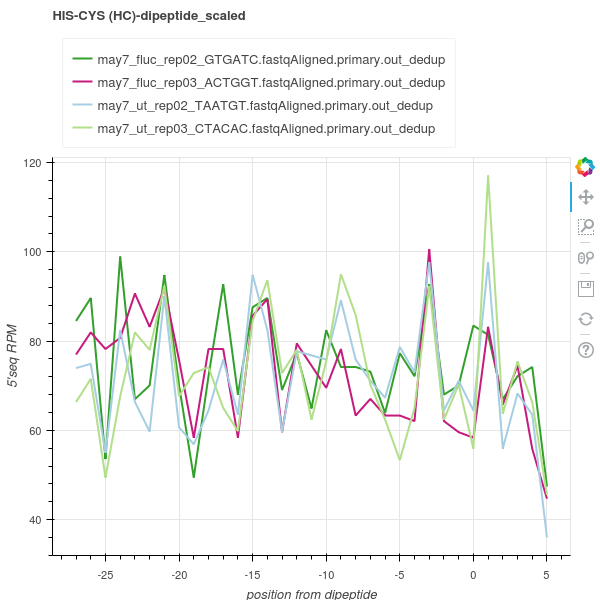 HIS-CYS (HC)-dipeptide_scaled
may7_fluc_rep02_GTGATC.fastqAligned.primary.out_dedup
may7_fluc_rep03_ACTGGT.fastqAligned.primary.out_dedup
may7_ut_rep02_TAATGT.fastqAligned.primary.out_dedup
may7_ut_rep03_CTACAC.fastqAligned.primary.out_dedup
120
100
80
60
40
5'seq RPM
-25 -20 -15 -10 -5 0 5
position from dipeptide